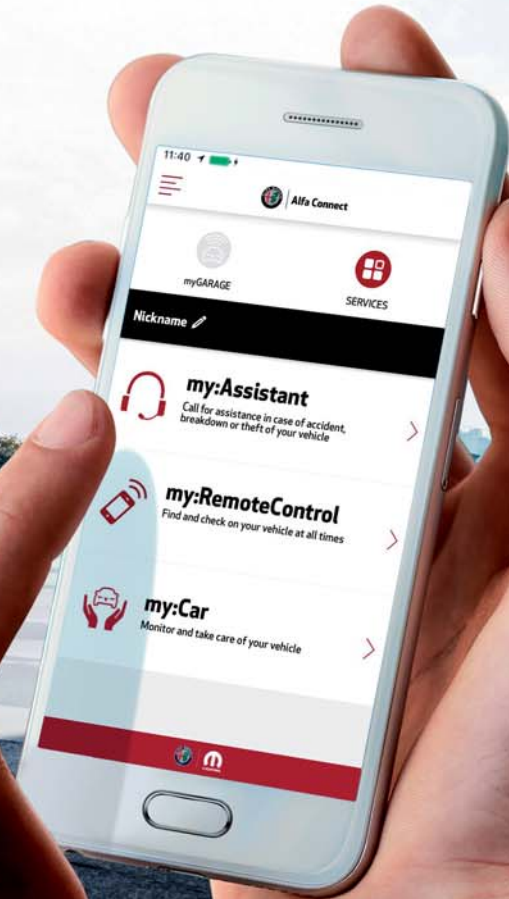 11:40
Alfa Connect
myGARAGE
SERVICES
Nickname
my:Assistant
Call for assistance in case of accident,
breakdown or theft of your vehicle
my:RemoteControl
Find and check on your vehicle at all times
my:Car
Monitor and take care of your vehicle